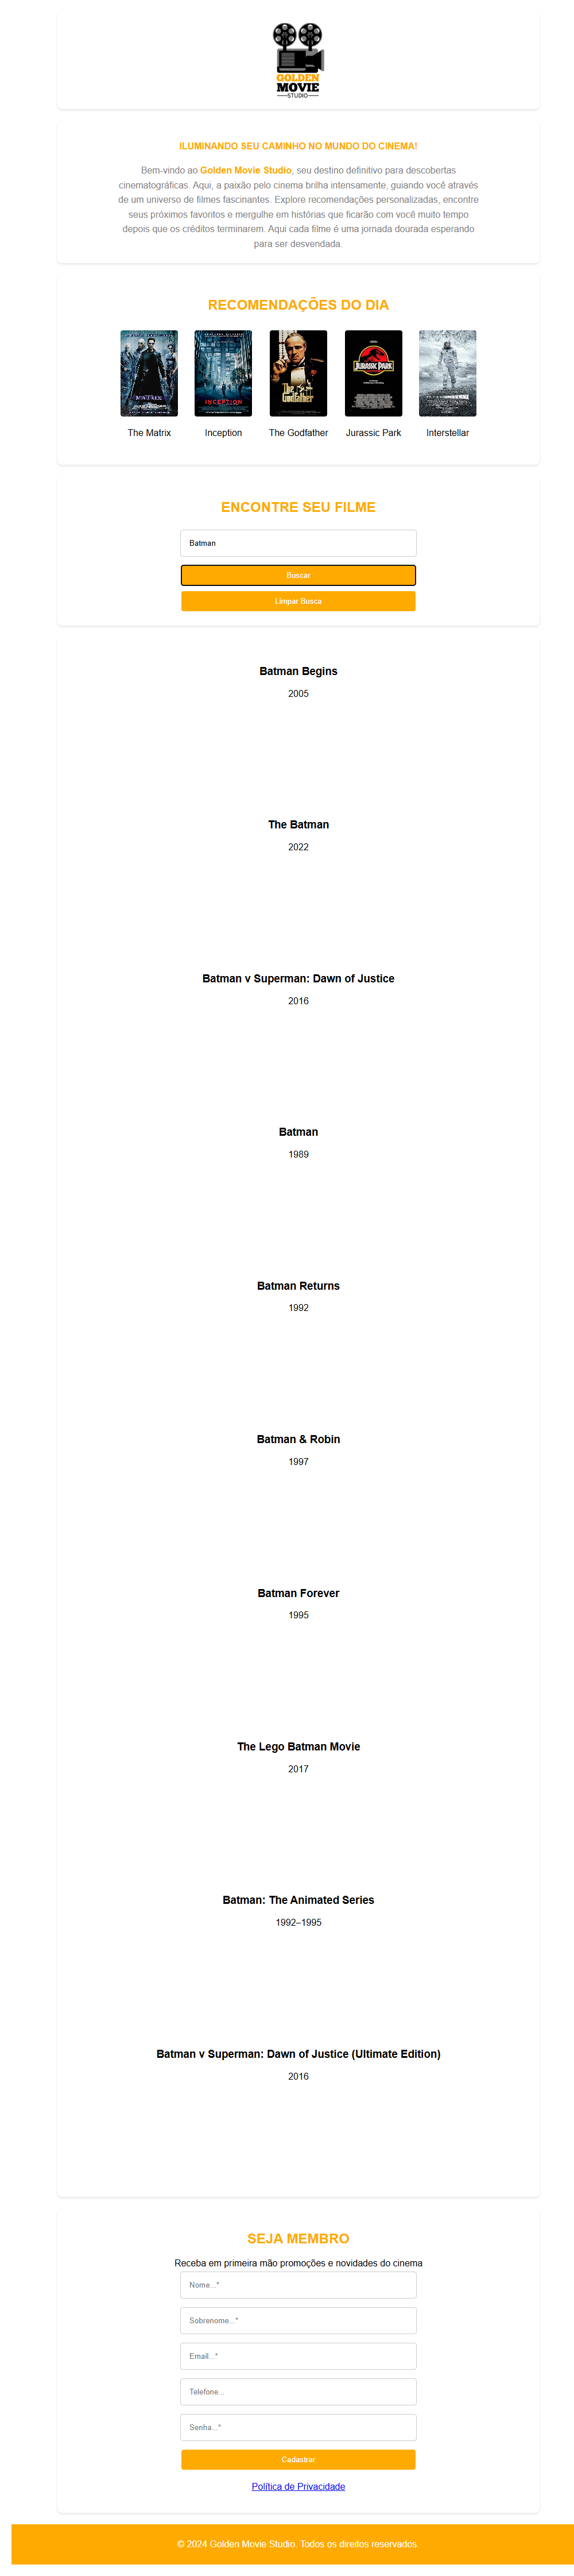 GOLDEN
MOVIE
STUDIO
ILUMINANDO SEU CAMINHO NO MUNDO DO CINEMA!
Bem-vindo ao Golden Movie Studio, seu destino definitivo para descobertas
cinematográficas. Aqui, a paixão pelo cinema brilha intensamente, guiando você através
de um universo de filmes fascinantes. Explore recomendações personalizadas, encontre
seus próximos favoritos e mergulhe em histórias que ficarão com você muito tempo
depois que os créditos terminarem. Aqui cada filme é uma jornada dourada esperando
para ser desvendada.
RECOMENDAÇÕES DO DIA
MATRIX
INCEPTION
The Godfather
JURASSIC PARK
The Matrix
Inception
The Godfather
Jurassic Park
Interstellar
ENCONTRE SEU FILME
Batman
Buscar
Limpar Busca
Batman Begins
2005
The Batman
2022
Batman v Superman: Dawn of Justice
2016
Batman
1989
Batman Returns
1992
Batman & Robin
1997
Batman Forever
1995
The Lego Batman Movie
2017
Batman: The Animated Series
1992–1995
Batman v Superman: Dawn of Justice (Ultimate Edition)
2016
SEJA MEMBRO
Receba em primeira mão promoções e novidades do cinema
Nome...*
Sobrenome...*
Email...*
Telefone...
Senha...*
Cadastrar
Política de Privacidade
© 2024 Golden Movie Studio. Todos os direitos reservados.